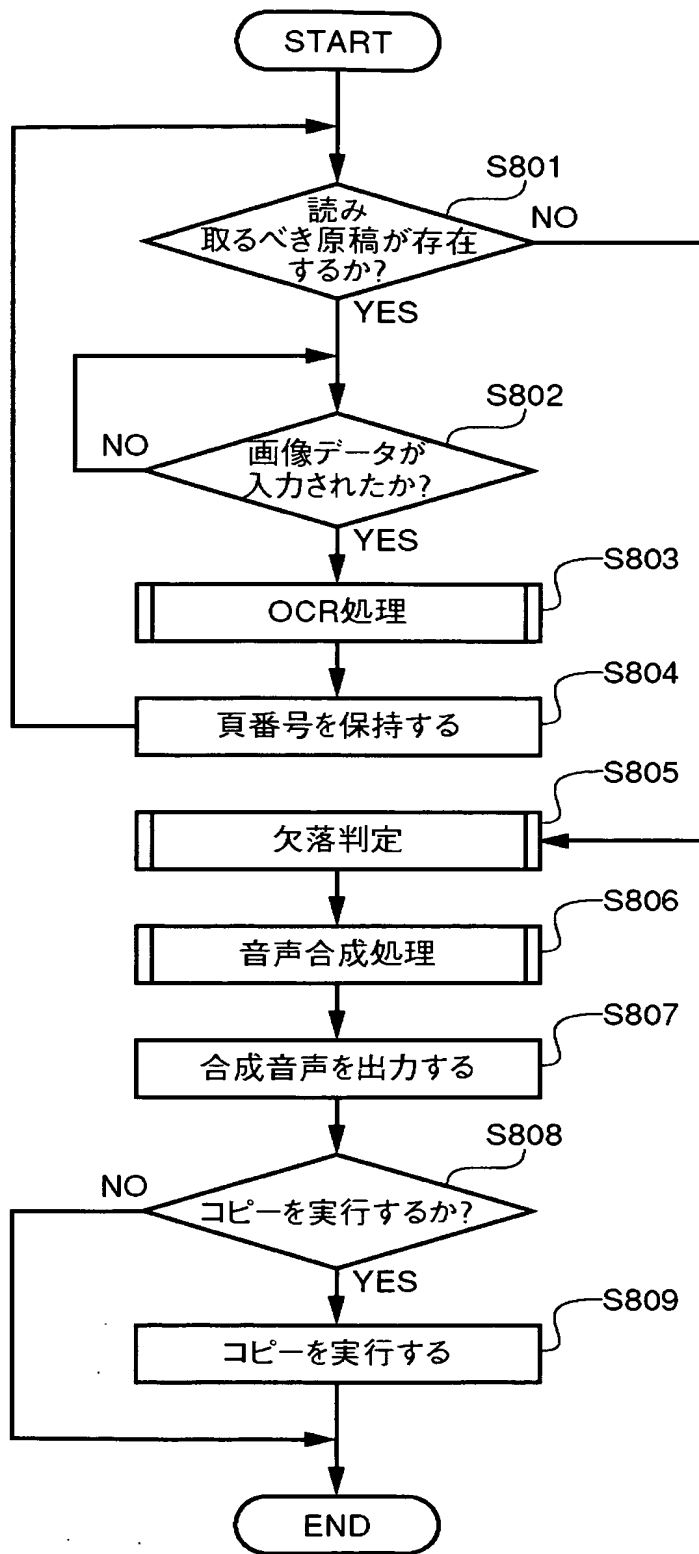 START
S801
読み
取るべき原稿が存在
するか?
NO
YES
S802
画像データが
入力されたか?
NO
YES
S803
OCR処理
S804
頁番号を保持する
S805
欠落判定
S806
音声合成処理
S807
合成音声を出力する
S808
NO
コピーを実行するか?
YES
S809
コピーを実行する
END